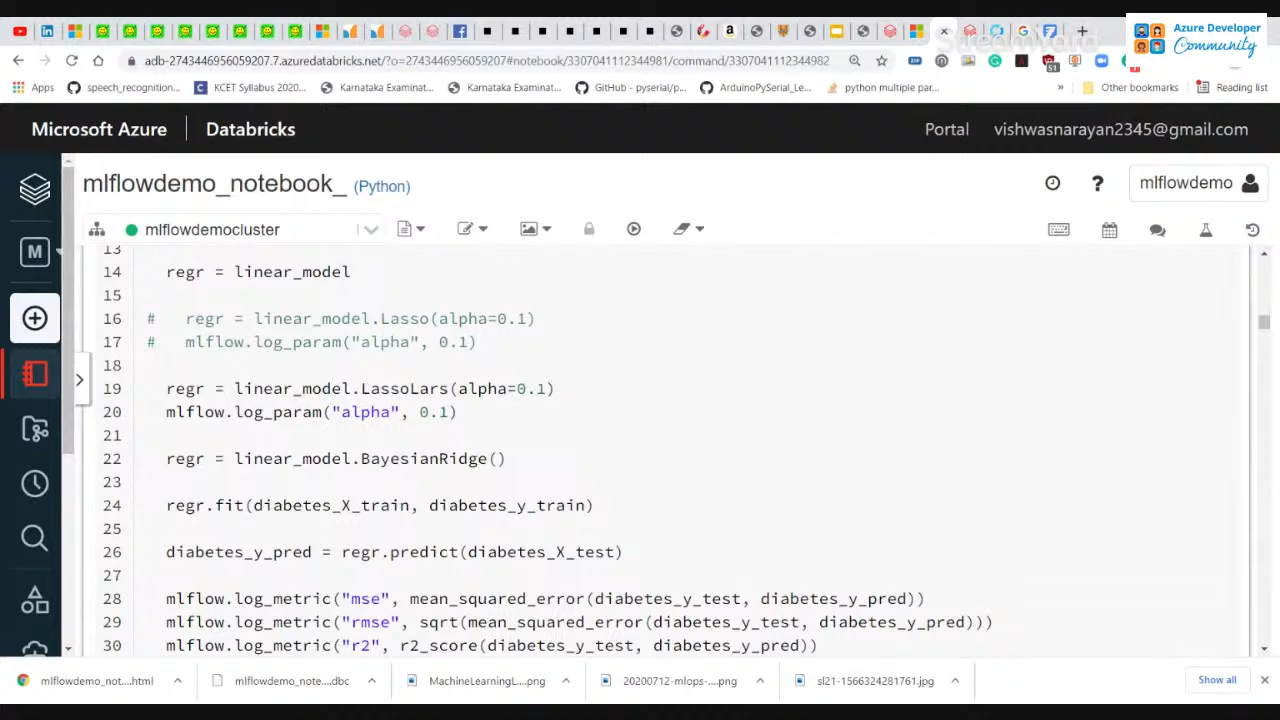 Azure Developer
Community
adb-2743446956059207.7.azuredatabricks.net/?o=2743446956059207#notebook/3307041112344981/command/3307041112344982
Apps speech_recognition... KCET Syllabus 2020... Karnataka Examinat... Karnataka Examinat... GitHub - pyserial/p... ArduinoPySerial_Le... python multiple par... » Other bookmarks Reading list
Microsoft Azure Databricks Portal vishwasnarayan2345@gmail.com
mlflowdemo_notebook_ (Python) ? mlflowdemo
mlflowdemocluster
M
13
14 regr = linear_model
15
16 # regr = linear_model.Lasso(alpha=0.1)
17 # mlflow.log_param("alpha", 0.1)
18
19 regr = linear_model.LassoLars(alpha=0.1)
20 mlflow.log_param("alpha", 0.1)
21
22 regr = linear_model.BayesianRidge()
23
24 regr.fit(diabetes_X_train, diabetes_y_train)
25
26 diabetes_y_pred = regr.predict(diabetes_X_test)
27
28 mlflow.log_metric("mse", mean_squared_error(diabetes_y_test, diabetes_y_pred))
29 mlflow.log_metric("rmse", sqrt(mean_squared_error(diabetes_y_test, diabetes_y_pred)))
30 mlflow.log_metric("r2", r2_score(diabetes_y_test, diabetes_y_pred))
mlflowdemo_not....html mlflowdemo_note....dbc MachineLearningL....png 20200712-mlops-....png sl21-1566324281761.jpg Show all